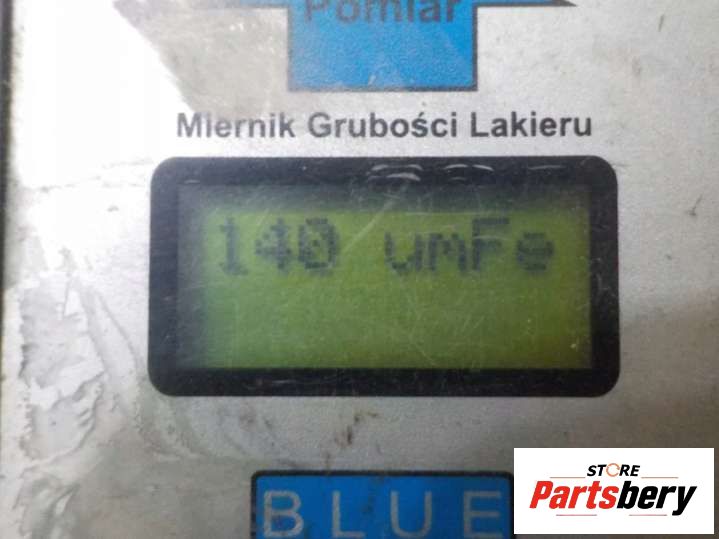 Pomiar
Miernik Grubości Lakieru
140 umFe
BLUE
STORE
Partsbery